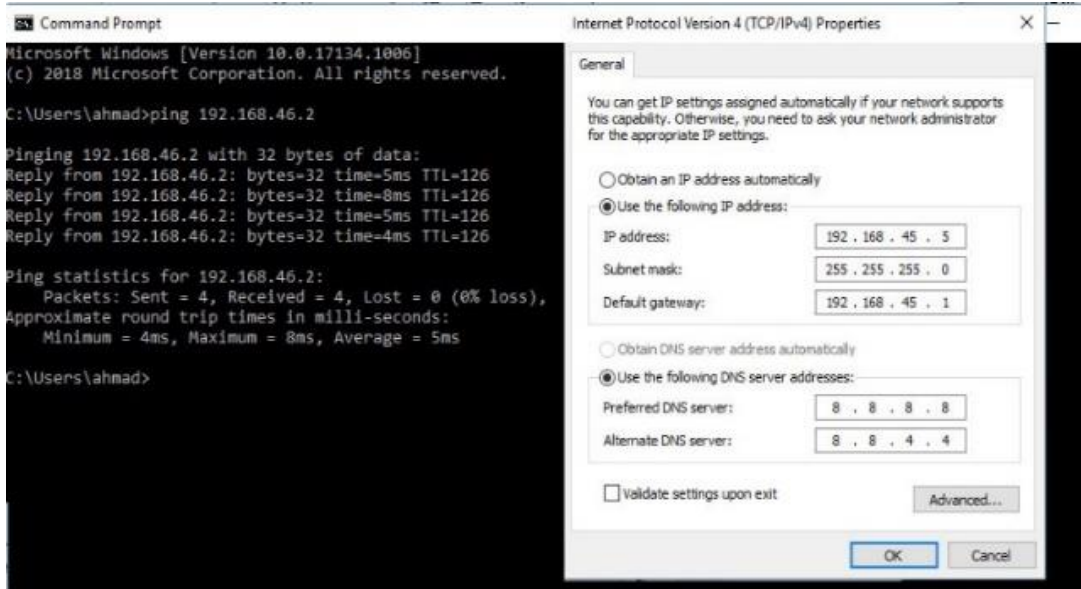 Command Prompt
Microsoft Windows [Version 10.0.17134.1006]
(c) 2018 Microsoft Corporation. All rights reserved.
C:\Users\ahmad>ping 192.168.46.2
Pinging 192.168.46.2 with 32 bytes of data:
Reply from 192.168.46.2: bytes=32 time=5ms TTL=126
Reply from 192.168.46.2: bytes=32 time=8ms TTL=126
Reply from 192.168.46.2: bytes=32 time=5ms TTL=126
Reply from 192.168.46.2: bytes=32 time=4ms TTL=126
Ping statistics for 192.168.46.2:
Packets: Sent = 4, Received = 4, Lost = 0 (0% loss),
Approximate round trip times in milli-seconds:
Minimum = 4ms, Maximum = 8ms, Average = 5ms
C:\Users\ahmad>
Internet Protocol Version 4 (TCP/IPv4) Properties
General
You can get IP settings assigned automatically if your network supports
this capability. Otherwise, you need to ask your network administrator
for the appropriate IP settings.
Obtain an IP address automatically
Use the following IP address:
IP address: 192 . 168 . 45 . 5
Subnet mask: 255 . 255 . 255 . 0
Default gateway: 192 . 168 . 45 . 1
Obtain DNS server address automatically
Use the following DNS server addresses:
Preferred DNS server: 8 . 8 . 8 . 8
Alternate DNS server: 8 . 8 . 4 . 4
Validate settings upon exit
Advanced...
OK Cancel